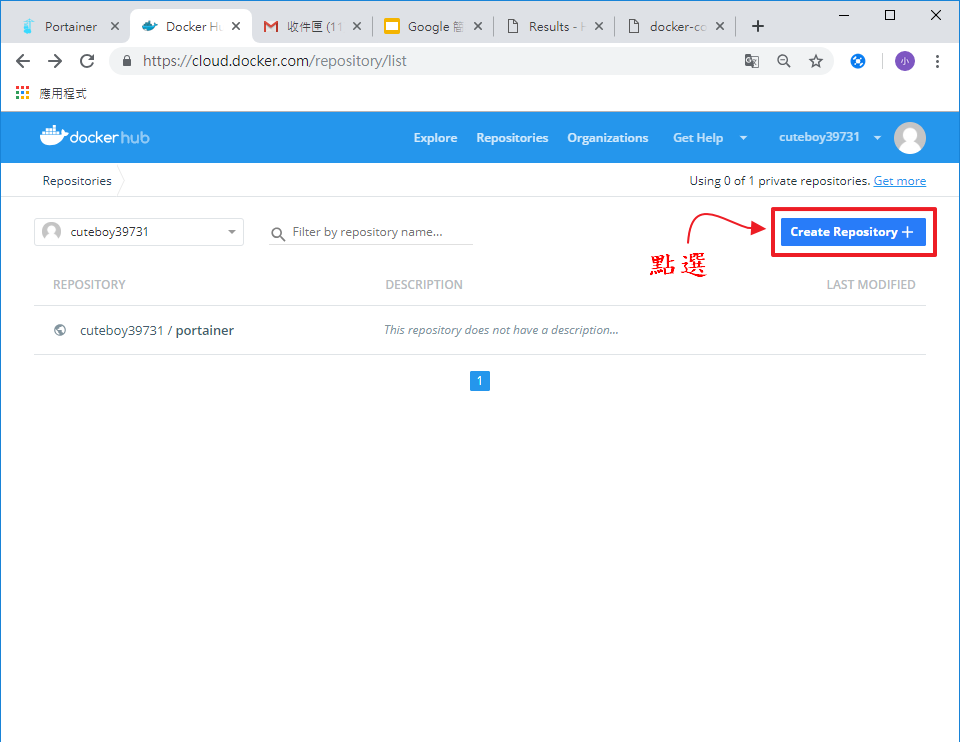 Portainer
Docker Hu
收件匣 (11
Google 簡
Results - H
docker-co
https://cloud.docker.com/repository/list
小
應用程式
docker hub
Explore
Repositories
Organizations
Get Help
cuteboy39731
Repositories
Using 0 of 1 private repositories. Get more
cuteboy39731
Filter by repository name...
Create Repository +
點選
REPOSITORY
DESCRIPTION
LAST MODIFIED
cuteboy39731 / portainer
This repository does not have a description...
1